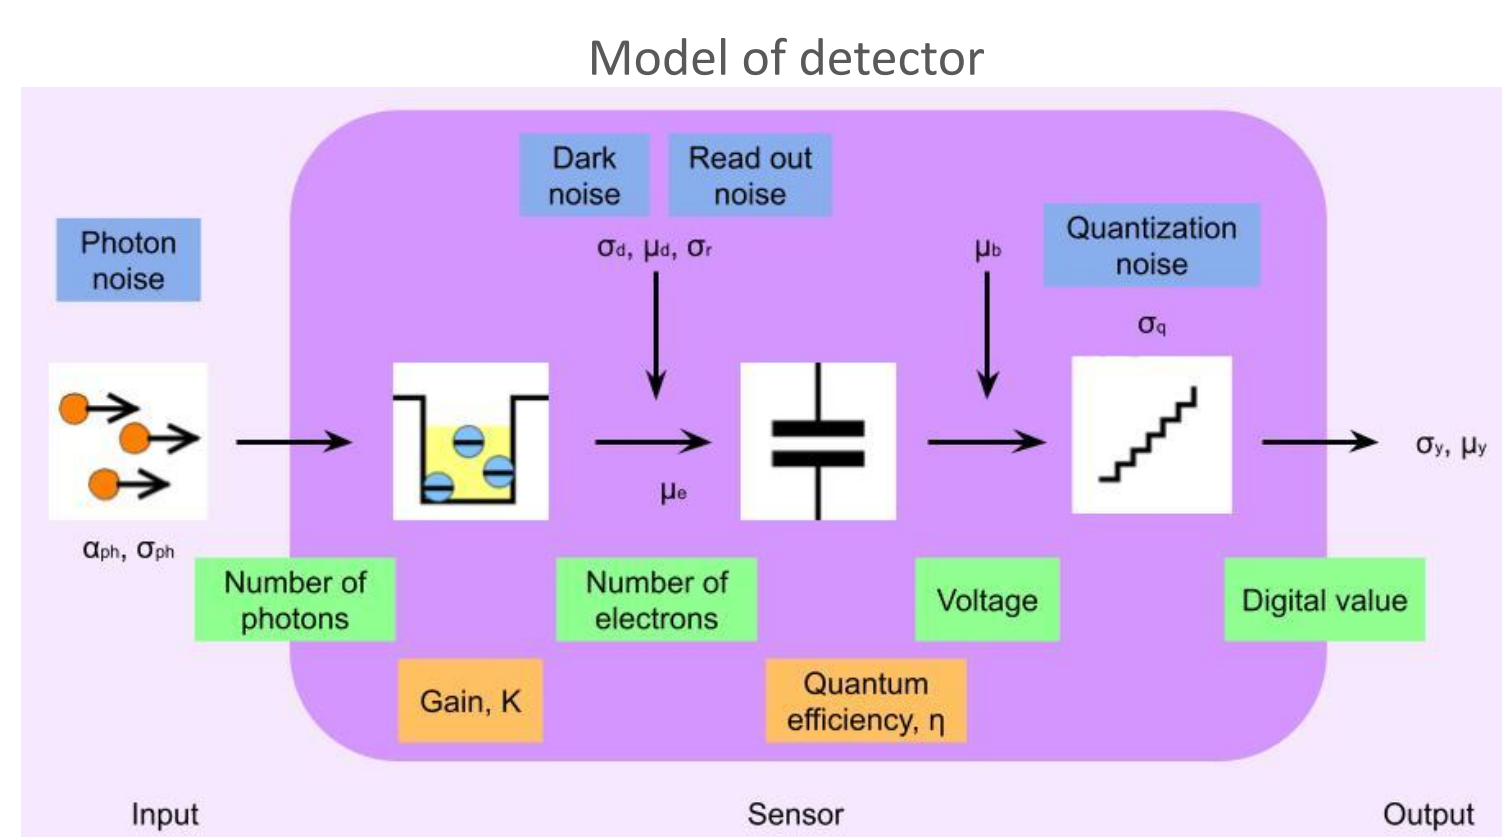 Model of detector
Dark
noise
Read out
noise
Photon
noise
σd, μd, σr
μb
Quantization
noise
σq
σy, μy
μe
αph, σph
Number of
photons
Number of
electrons
Voltage
Digital value
Gain, K
Quantum
efficiency, η
Input
Sensor
Output